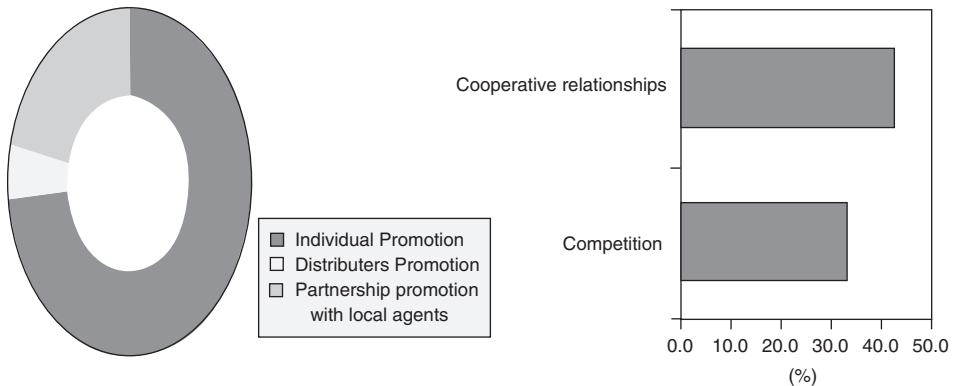 Individual Promotion
Distributers Promotion
Partnership promotion
with local agents
Cooperative relationships
Competition
0.0 10.0 20.0 30.0 40.0 50.0
(%)